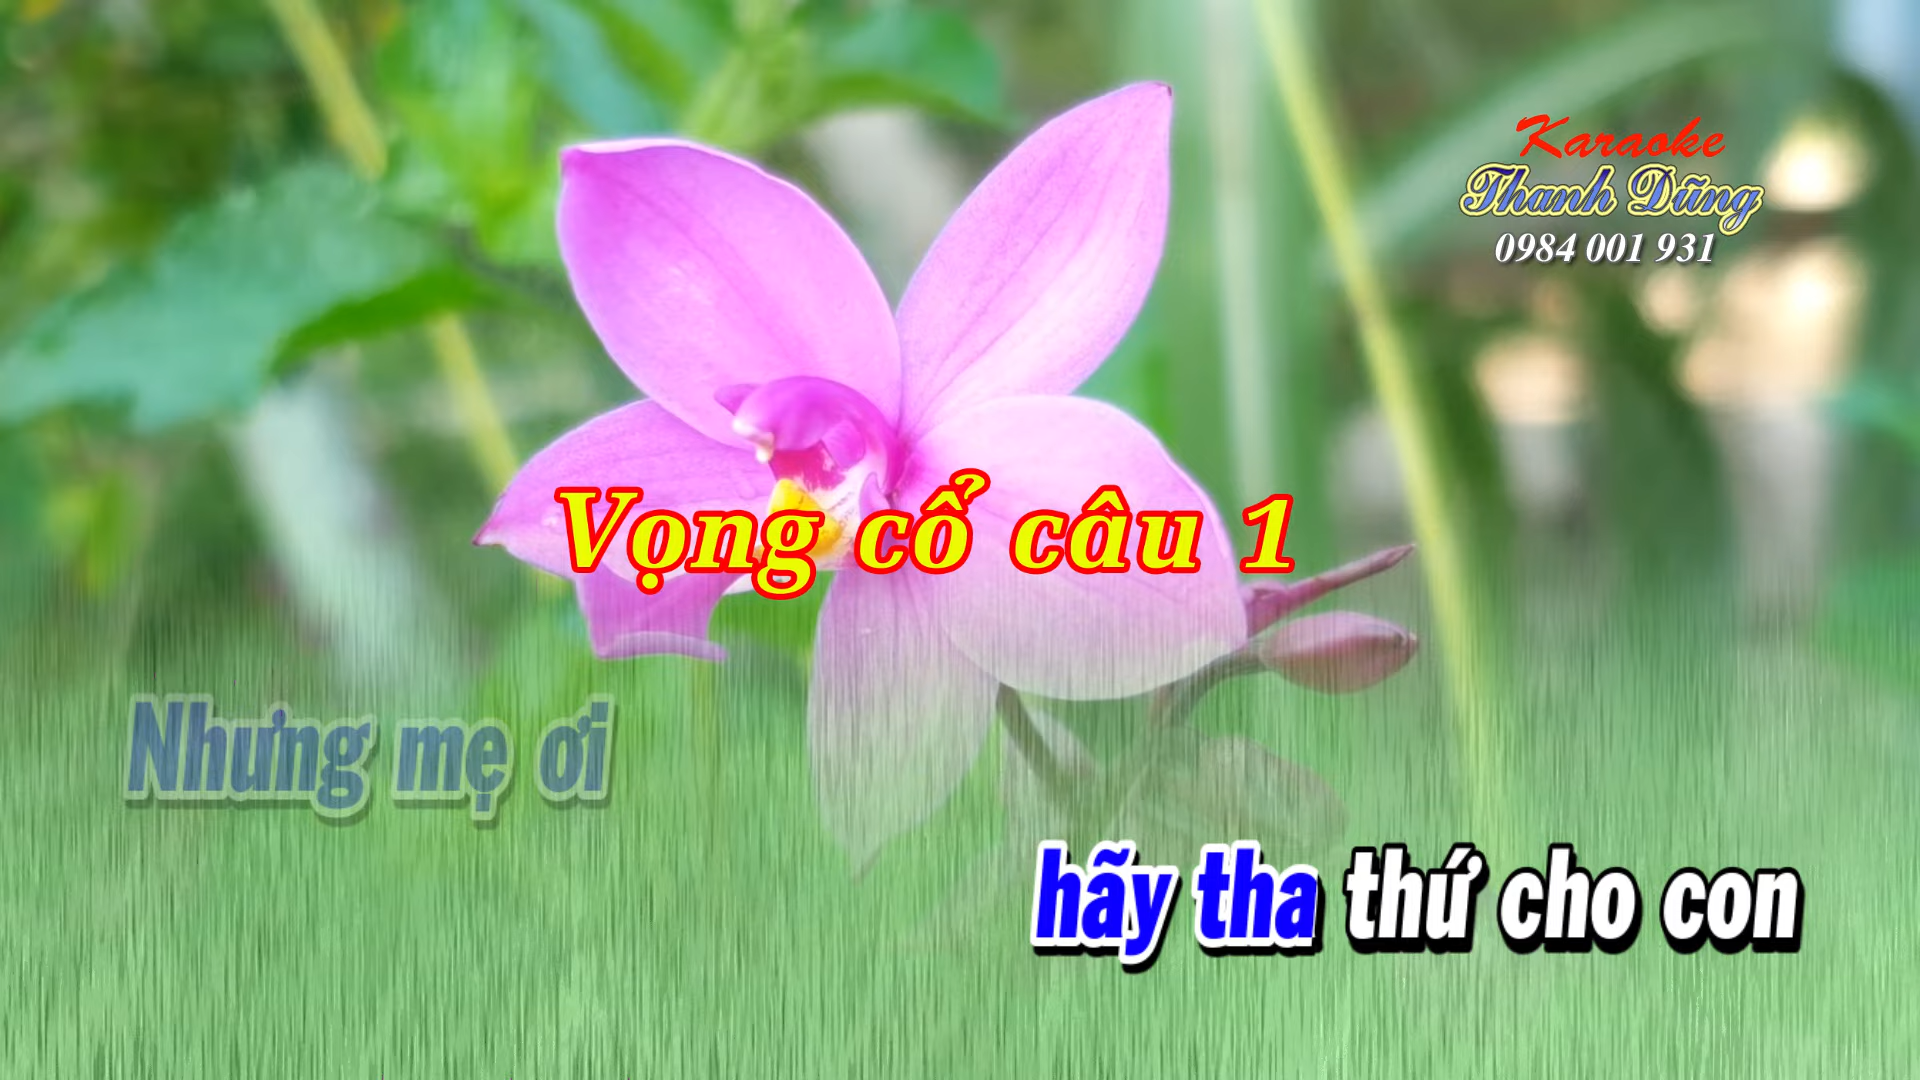 Karaoke
Thanh Dũng
0984 001 931
Vọng cổ câu 1
Nhưng mẹ ơi
hãy tha thứ cho con